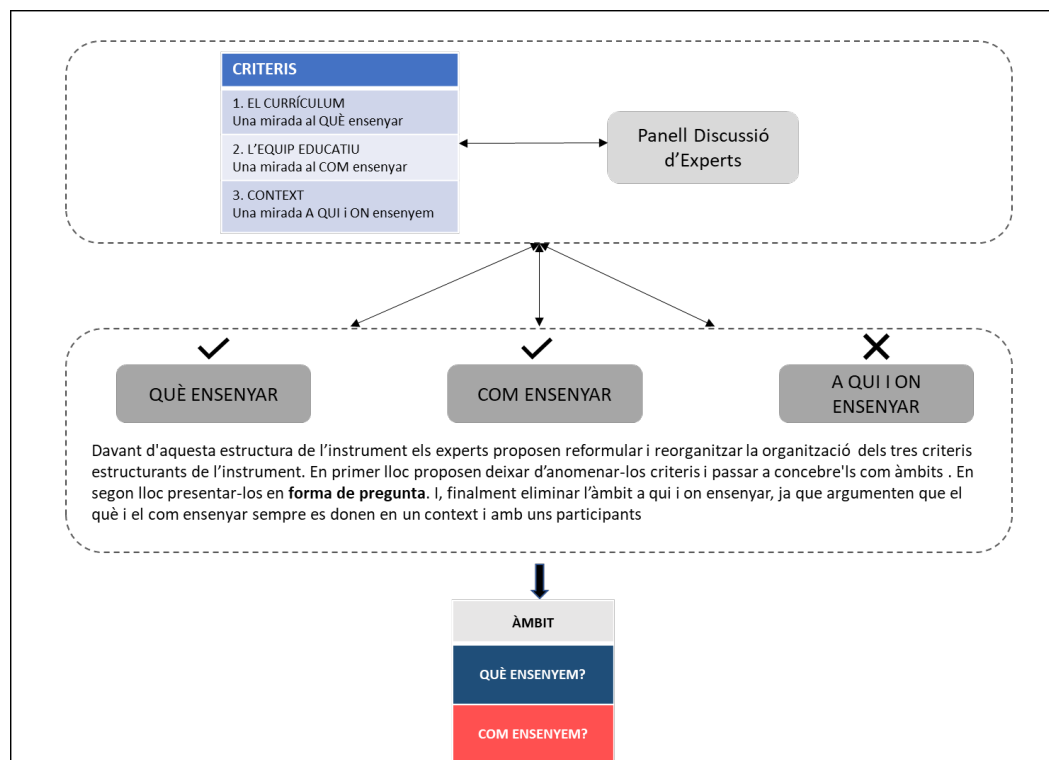 CRITERIS
1. EL CURRÍCULUM
Una mirada al QUÈ ensenyar
2. L'EQUIP EDUCATIU
Una mirada al COM ensenyar
3. CONTEXT
Una mirada A QUI i ON ensenyem
Panell Discussió
d'Experts
QUÈ ENSENYAR
COM ENSENYAR
A QUI I ON
ENSENYAR
Davant d'aquesta estructura de l'instrument els experts proposen reformular i reorganitzar la organització dels tres criteris
estructurants de l'instrument. En primer lloc proposen deixar d'anomenar-los criteris i passar a concebre'ls com àmbits . En
segon lloc presentar-los en forma de pregunta. I, finalment eliminar l'àmbit a qui i on ensenyar, ja que argumenten que el
què i el com ensenyar sempre es donen en un context i amb uns participants
ÀMBIT
QUÈ ENSENYEM?
COM ENSENYEM?